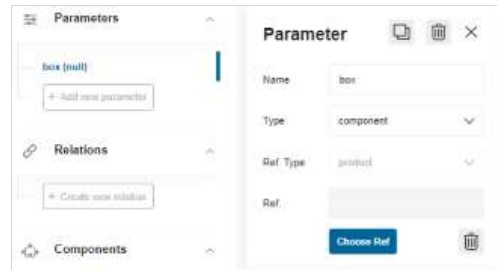 Parameters
box (null)
+ Add new parameter
Relations
+ Create new relation
Components
Parameter
Name
box
Type
component
Ref Type
product
Ref.
Choose Ref